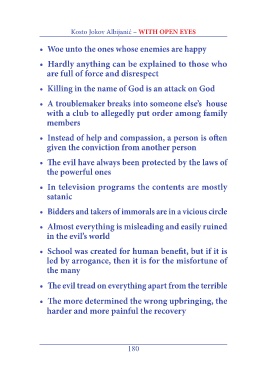 Kosto Jokov Albijanić – WITH OPEN EYES
• Woe unto the ones whose enemies are happy
• Hardly anything can be explained to those who
are full of force and disrespect
• Killing in the name of God is an attack on God
• A troublemaker breaks into someone else's house
with a club to allegedly put order among family
members
• Instead of help and compassion, a person is often
given the conviction from another person
• The evil have always been protected by the laws of
the powerful ones
• In television programs the contents are mostly
satanic
• Bidders and takers of immorals are in a vicious circle
• Almost everything is misleading and easily ruined
in the evil's world
• School was created for human benefit, but if it is
led by arrogance, then it is for the misfortune of
the many
• The evil tread on everything apart from the terrible
• The more determined the wrong upbringing, the
harder and more painful the recovery
180